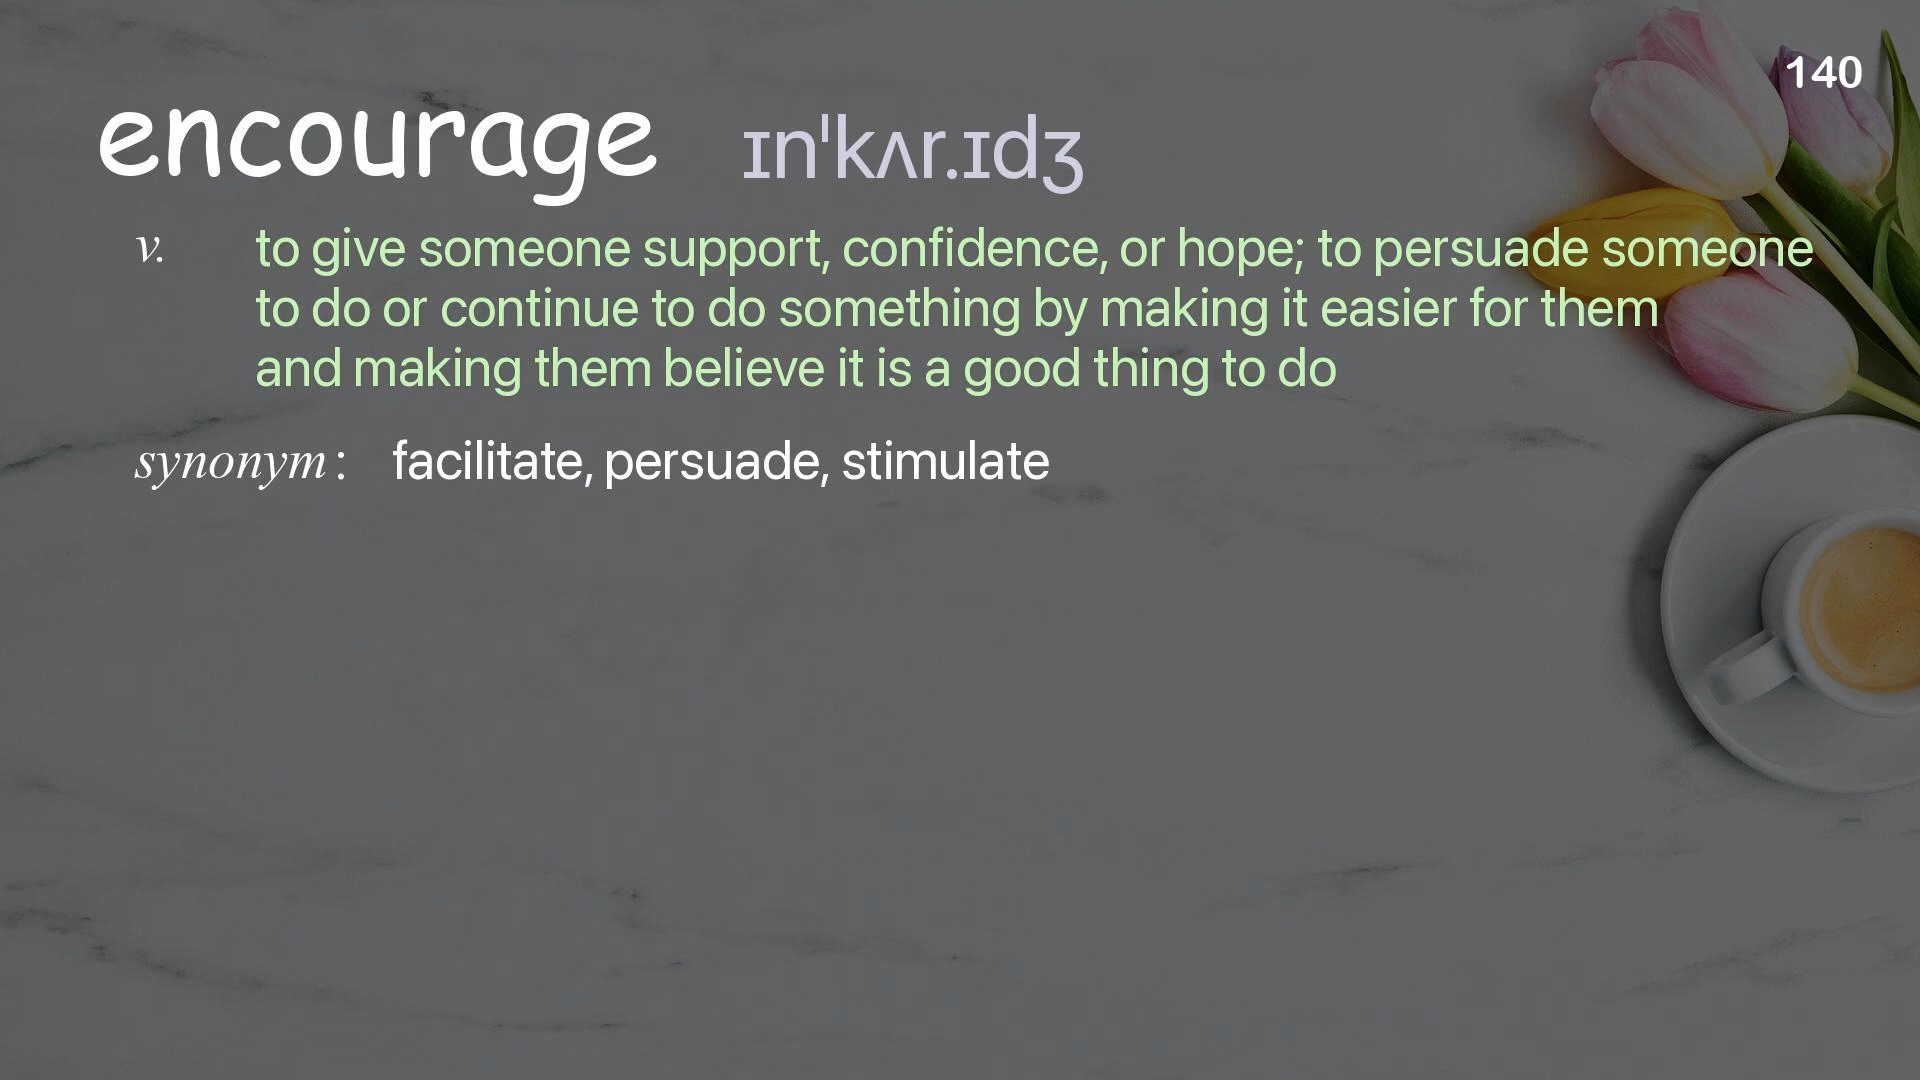 140
encourage ɪnˈkʌr.ɪdʒ
v. to give someone support, confidence, or hope; to persuade someone
to do or continue to do something by making it easier for them
and making them believe it is a good thing to do
synonym : facilitate, persuade, stimulate